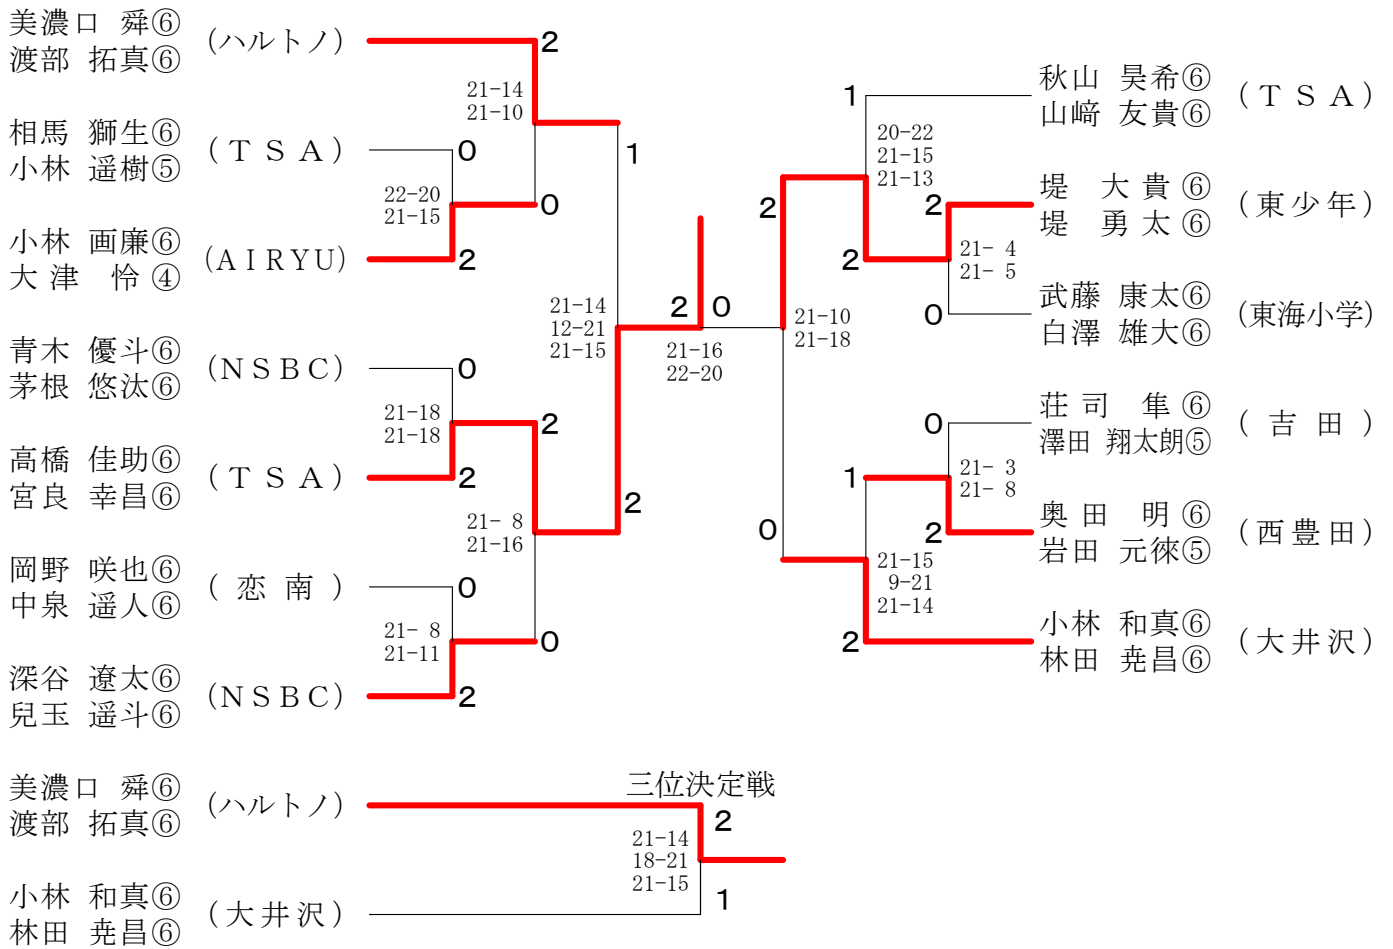 美濃口 舜⑥
渡部 拓真⑥
(ハルトノ)
2
21-14
21-10
相馬 獅生⑥
小林 遥樹⑤
(TSA)
0
22-20
21-15
0
小林 画廉⑥
大津 怜④
(AIRYU)
2
1
21-14
12-21
21-15
青木 優斗⑥
茅根 悠汰⑥
(NSBC)
0
21-18
21-18
2
高橋 佳助⑥
宮良 幸昌⑥
(TSA)
2
21- 8
21-16
2
岡野 咲也⑥
中泉 遥人⑥
(恋南)
0
21- 8
21-11
0
深谷 遼太⑥
兒玉 遥斗⑥
(NSBC)
2
2 0
21-16
22-20
秋山 昊希⑥
山﨑 友貴⑥
(TSA)
1
20-22
21-15
21-13
2
堤 大貴⑥
堤 勇太⑥
(東少年)
2
2
21- 4
21- 5
武藤 康太⑥
白澤 雄大⑥
(東海小学)
0
21-10
21-18
荘司 隼⑥
澤田 翔太朗⑤
(吉田)
0
21- 3
21- 8
1
奥田 明⑥
岩田 元徠⑤
(西豊田)
2
0
21-15
9-21
21-14
小林 和真⑥
林田 尭昌⑥
(大井沢)
2
三位決定戦
美濃口 舜⑥
渡部 拓真⑥
(ハルトノ)
2
21-14
18-21
21-15
小林 和真⑥
林田 尭昌⑥
(大井沢)
1